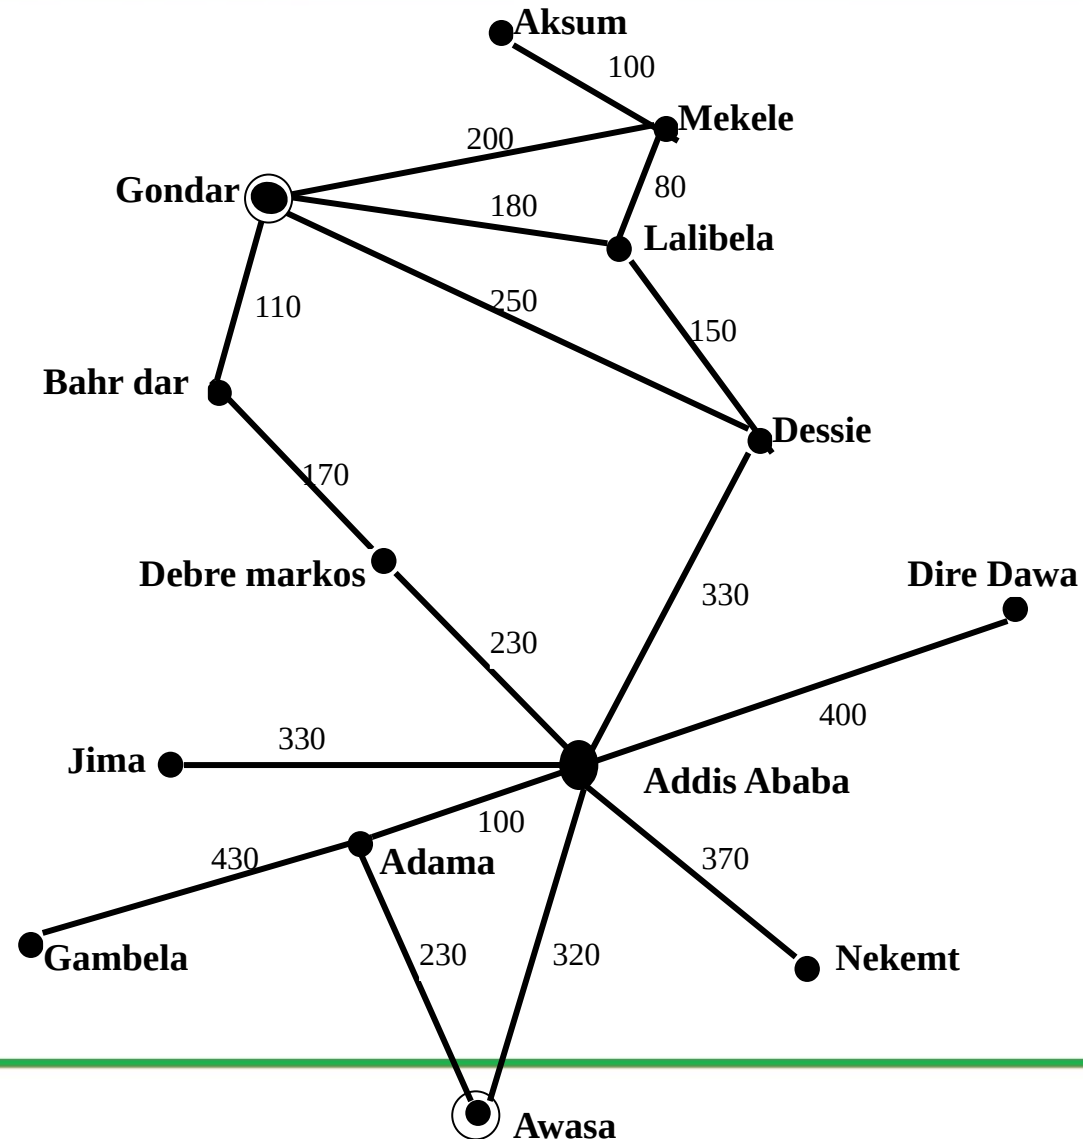 Aksum
100
Mekele
200
Gondar
80
180
Lalibela
250
110
150
Bahr dar
Dessie
170
Debre markos
Dire Dawa
330
230
400
330
Jima
Addis Ababa
100
430
Adama
370
Gambela
230
320
Nekemt
Awasa